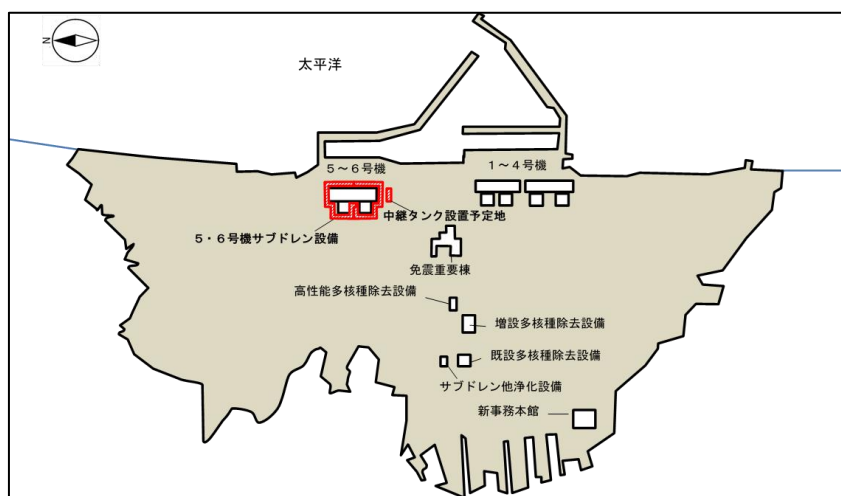 N
太平洋
５～６号機
１～４号機
中継タンク設置予定地
５・６号機サブドレン設備
免震重要棟
高性能多核種除去設備
増設多核種除去設備
既設多核種除去設備
サブドレン他浄化設備
新事務本館